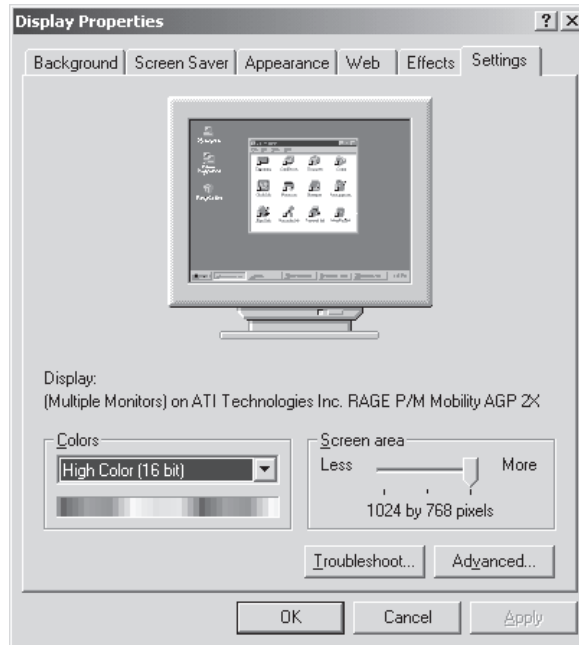 Display Properties
Background Screen Saver Appearance Web Effects Settings
Display:
(Multiple Monitors) on ATI Technologies Inc. RAGE P/M Mobility AGP 2X
Colors
High Color (16 bit)
Screen area
Less More
1024 by 768 pixels
Troubleshoot... Advanced...
OK Cancel Apply